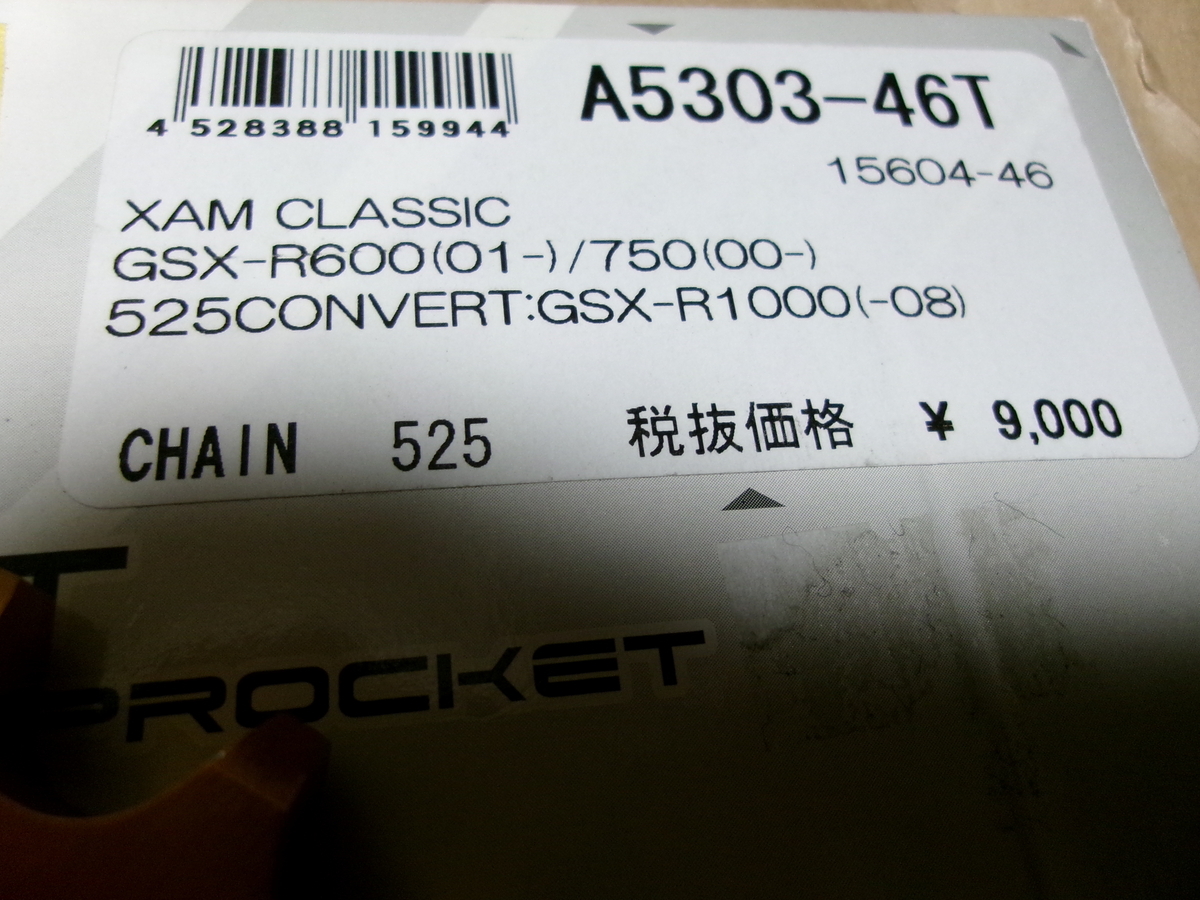 A5303-46T
4 528388 159944
15604-46
XAM CLASSIC
GSX-R600(01-)/750(00-)
525CONVERT:GSX-R1000(-08)
CHAIN 525 税抜価格 ¥ 9,000
T
PROCKET